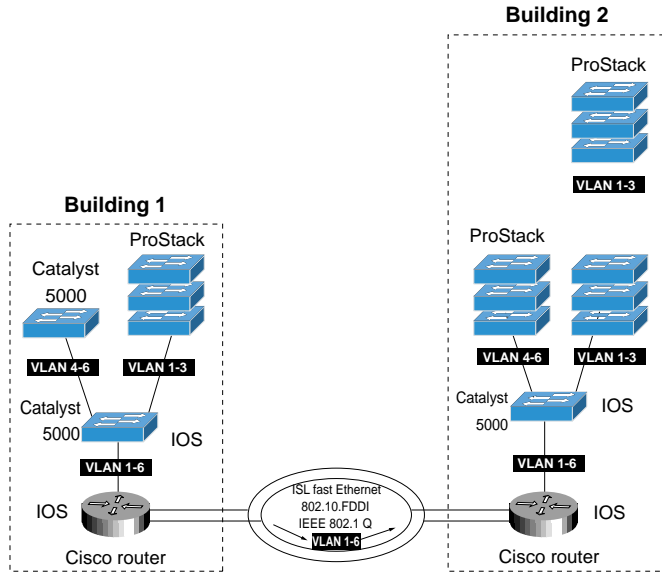 Building 2
ProStack
VLAN 1-3
Building 1
ProStack
Catalyst
5000
VLAN 4-6
VLAN 1-3
Catalyst
5000
IOS
VLAN 1-6
IOS
Cisco router
ISL fast Ethernet
802.10.FDDI
IEEE 802.1 Q
VLAN 1-6
ProStack
VLAN 4-6
VLAN 1-3
Catalyst
5000
IOS
VLAN 1-6
IOS
Cisco router